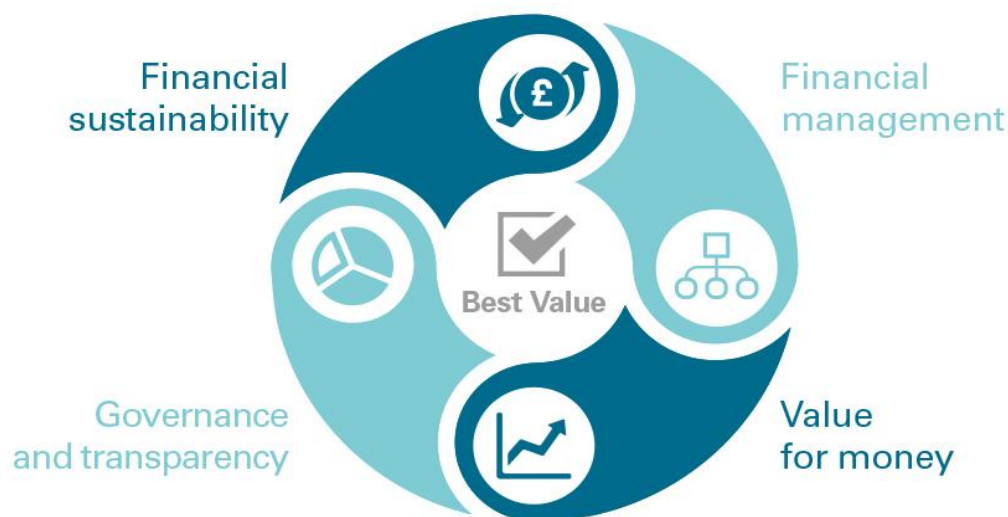 Financial
sustainability
£
Financial
management
Best Value
Governance
and transparency
Value
for money